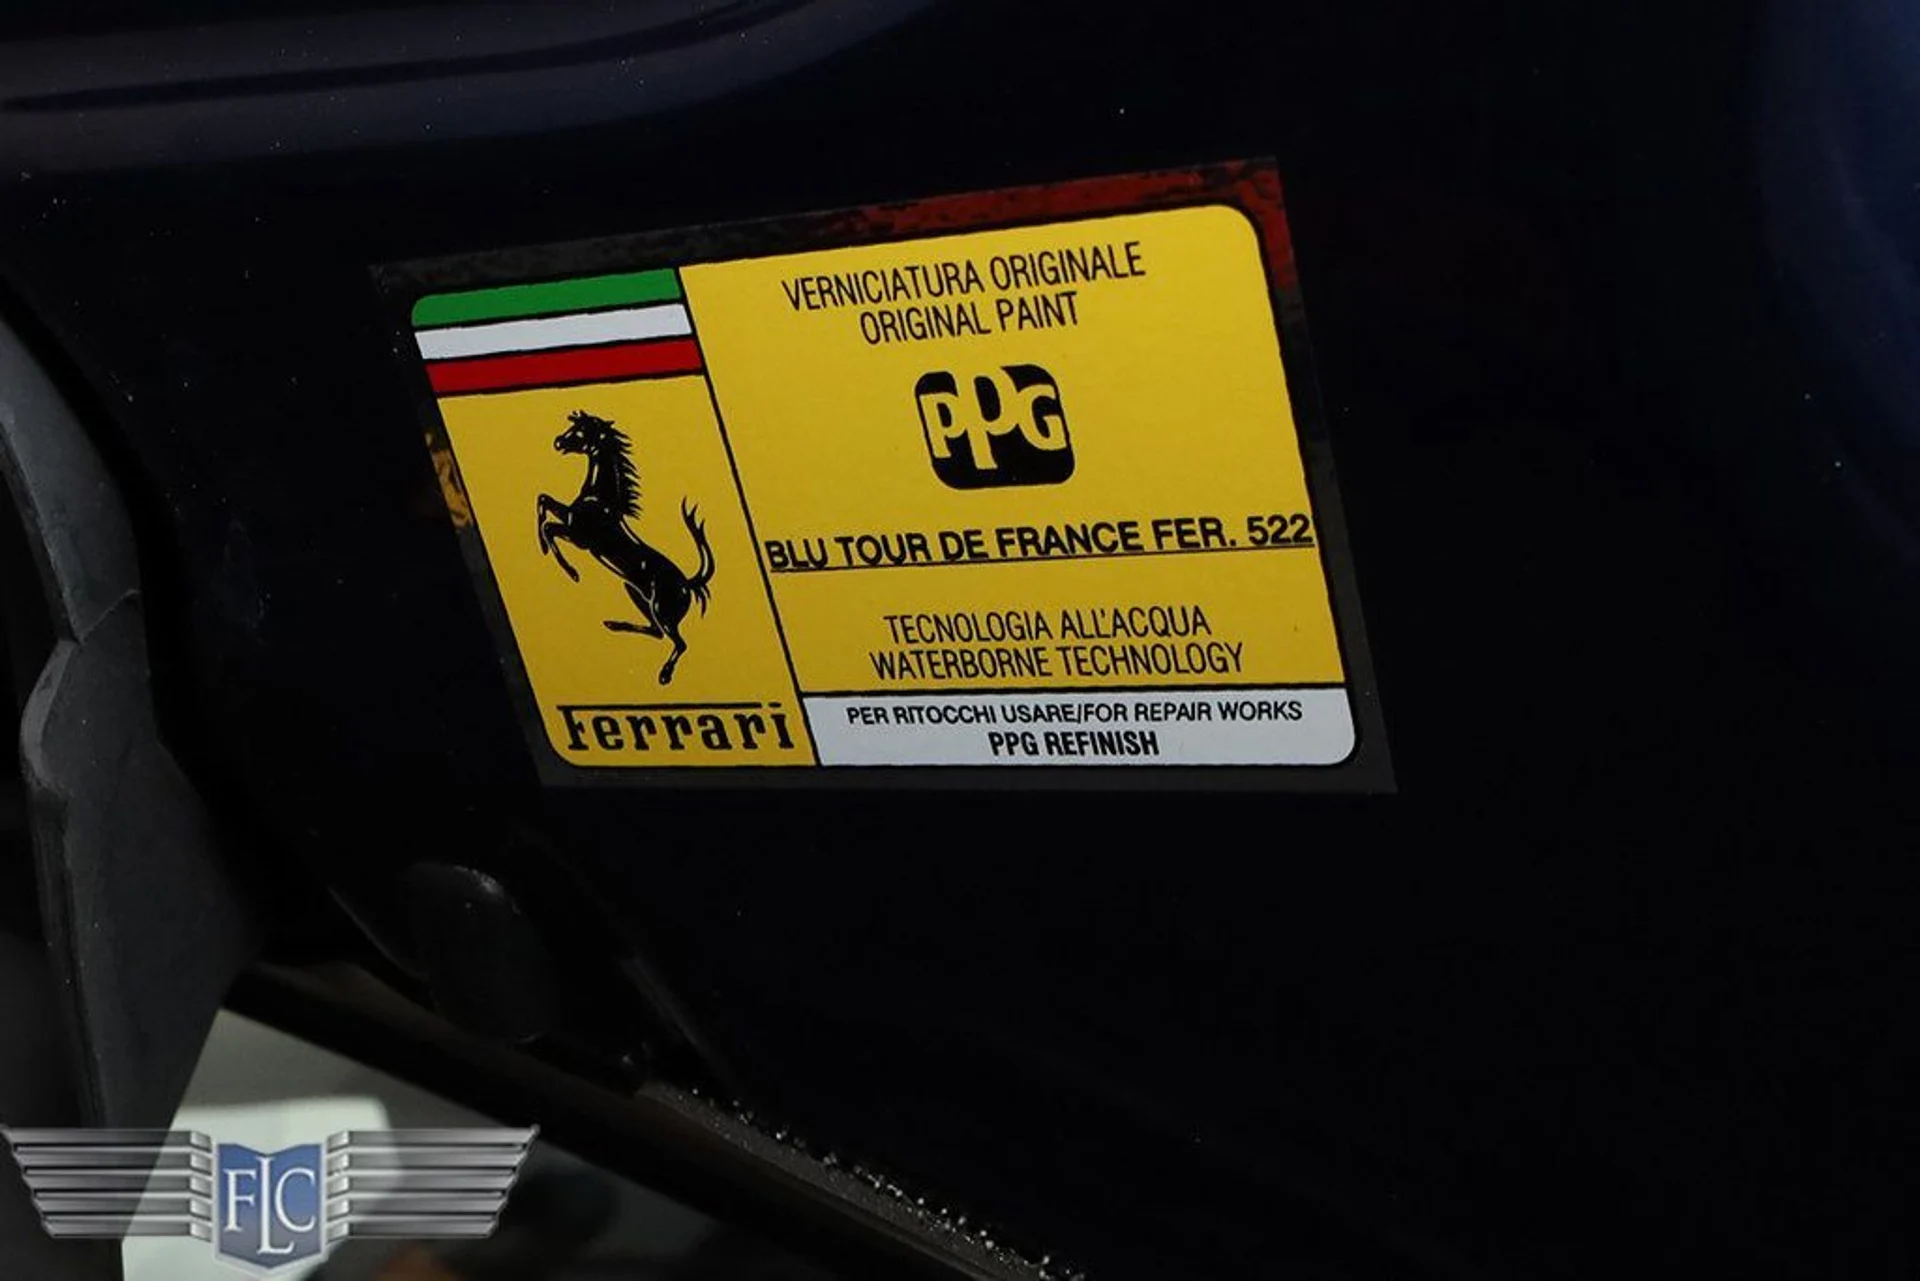 VERNICIATURA ORIGINALE
ORIGINAL PAINT
PPG
BLU TOUR DE FRANCE FER. 522
TECNOLOGIA ALL'ACQUA
WATERBORNE TECHNOLOGY
Ferrari
PER RITOCCHI USARE/FOR REPAIR WORKS
PPG REFINISH
FLC